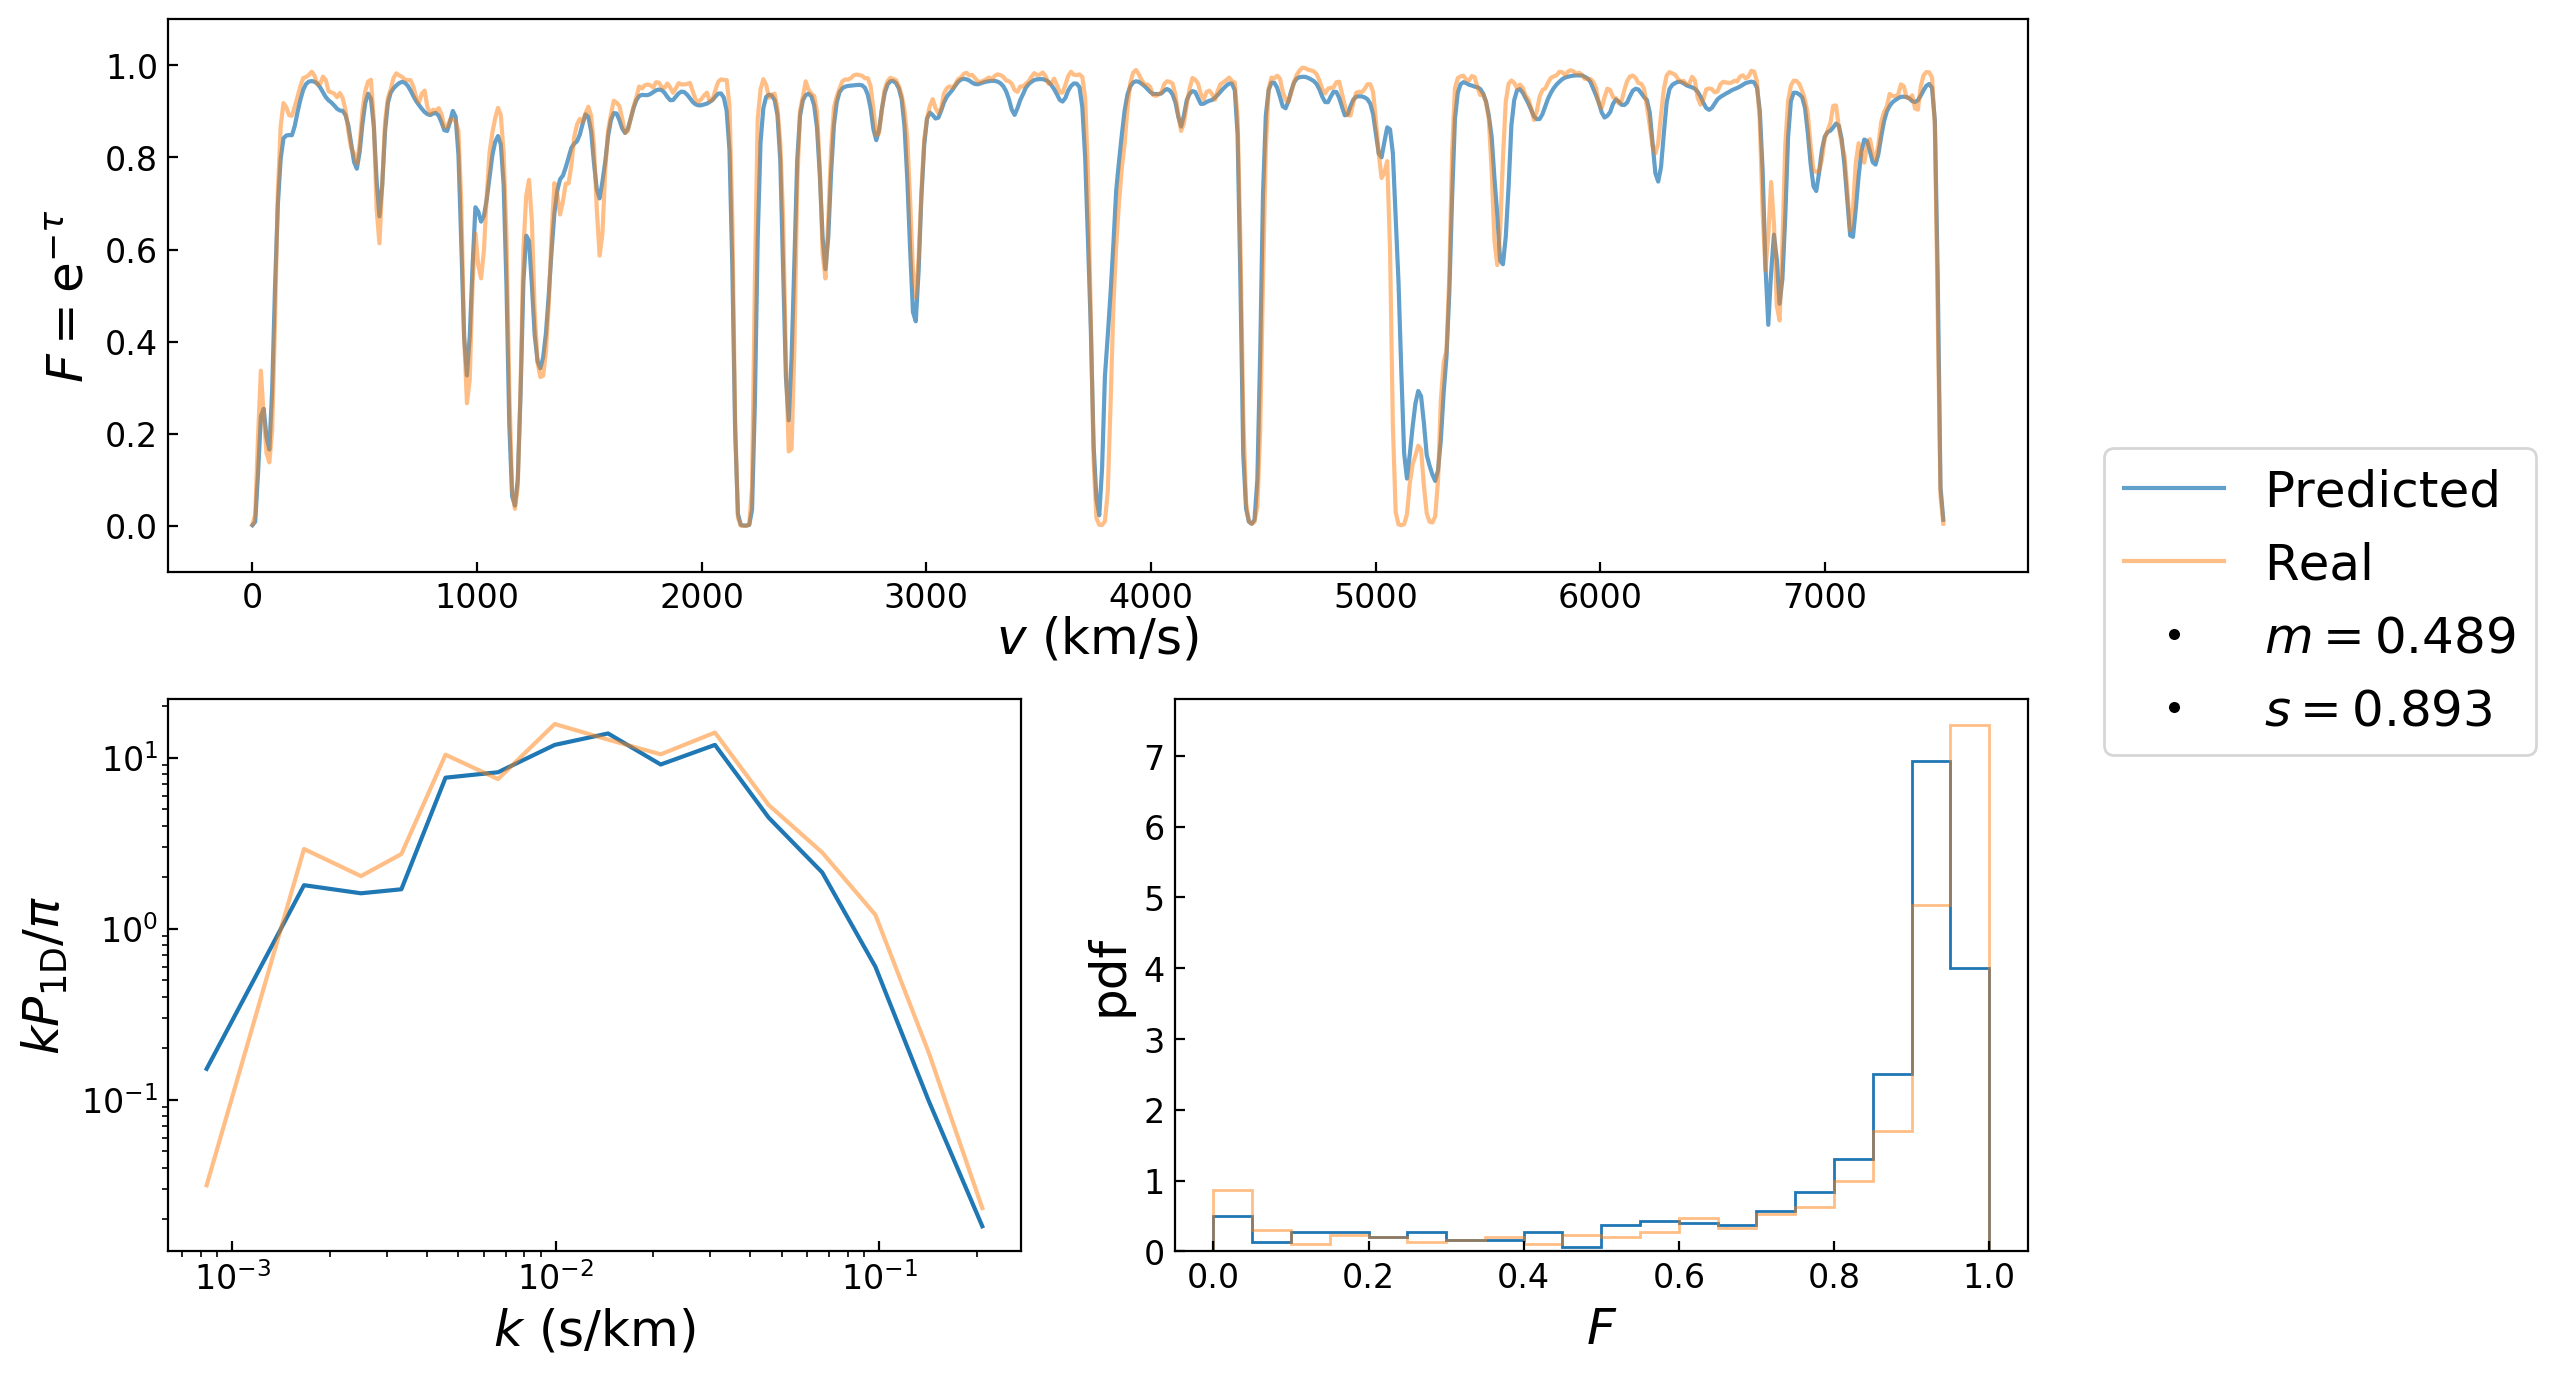 1.0
0.8
0.6
0.4
0.2
0.0
F = e^{−τ}
0 1000 2000 3000 4000 5000 6000 7000
v (km/s)
Predicted
Real
m = 0.489
s = 0.893
10^1
10^0
10^{−1}
kP_{1D}/π
10^{−3} 10^{−2} 10^{−1}
k (s/km)
7
6
5
4
3
2
1
0
pdf
0.0 0.2 0.4 0.6 0.8 1.0
F